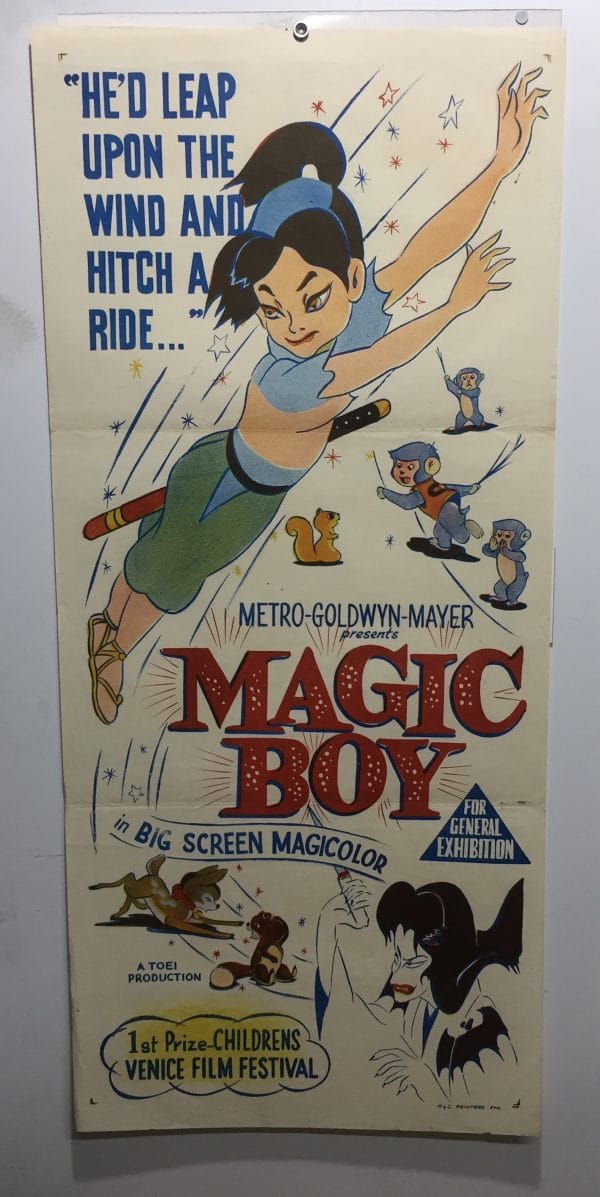 "HE'D LEAP
UPON THE
WIND AND
HITCH A
RIDE..."
METRO-GOLDWYN-MAYER
presents
MAGIC
BOY
in BIG SCREEN MAGICOLOR
FOR
GENERAL
EXHIBITION
A TOEI
PRODUCTION
1st Prize-CHILDRENS
VENICE FILM FESTIVAL